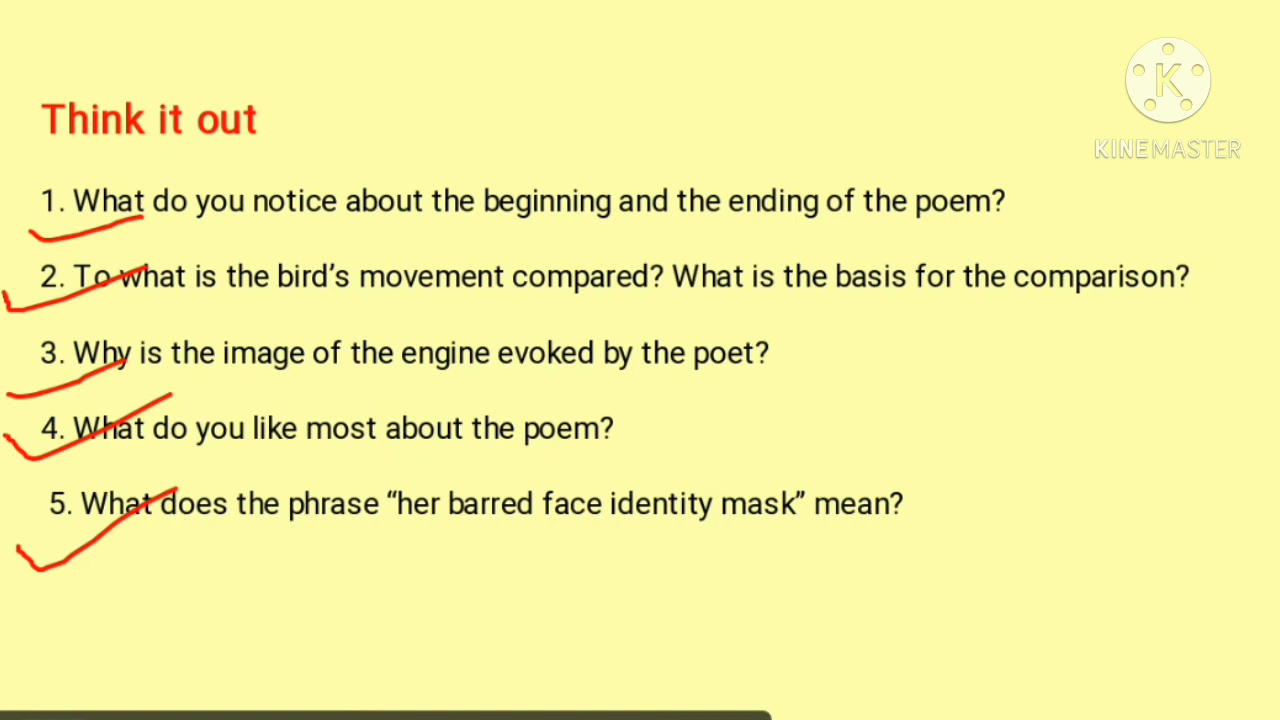 K
KINEMASTER
Think it out
1. What do you notice about the beginning and the ending of the poem?
2. To what is the bird’s movement compared? What is the basis for the comparison?
3. Why is the image of the engine evoked by the poet?
4. What do you like most about the poem?
5. What does the phrase “her barred face identity mask” mean?